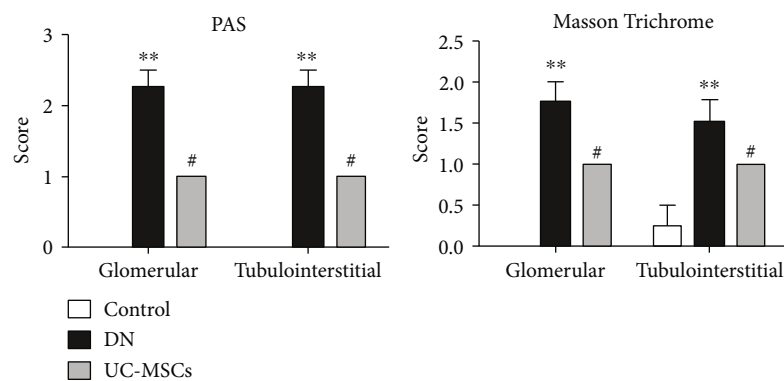 PAS
Score
3
2
1
0
**
#
**
#
Glomerular Tubulointerstitial
Masson Trichrome
Score
2.5
2.0
1.5
1.0
0.5
0.0
**
#
**
#
Glomerular Tubulointerstitial
Control
DN
UC-MSCs